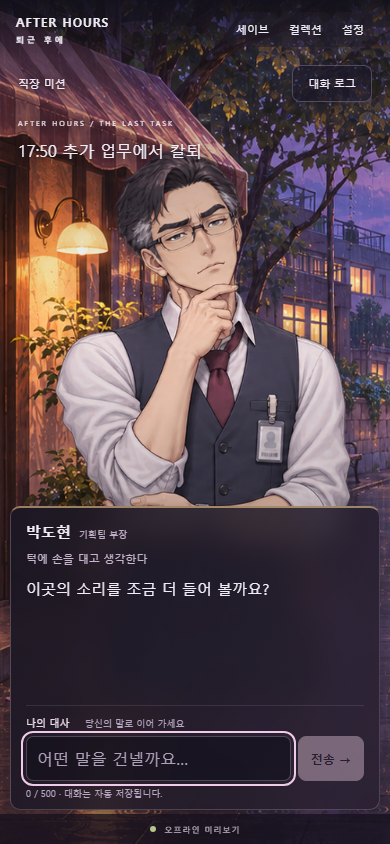 AFTER HOURS
퇴근 후에
세이브 컬렉션 설정
직장 미션
대화 로그
AFTER HOURS / THE LAST TASK
17:50 추가 업무에서 칼퇴
박도현 기획팀 부장
턱에 손을 대고 생각한다
이곳의 소리를 조금 더 들어 볼까요?
나의 대사 당신의 말로 이어 가세요
어떤 말을 건넬까요...
전송 →
0 / 500 · 대화는 자동 저장됩니다.
오프라인 미리보기